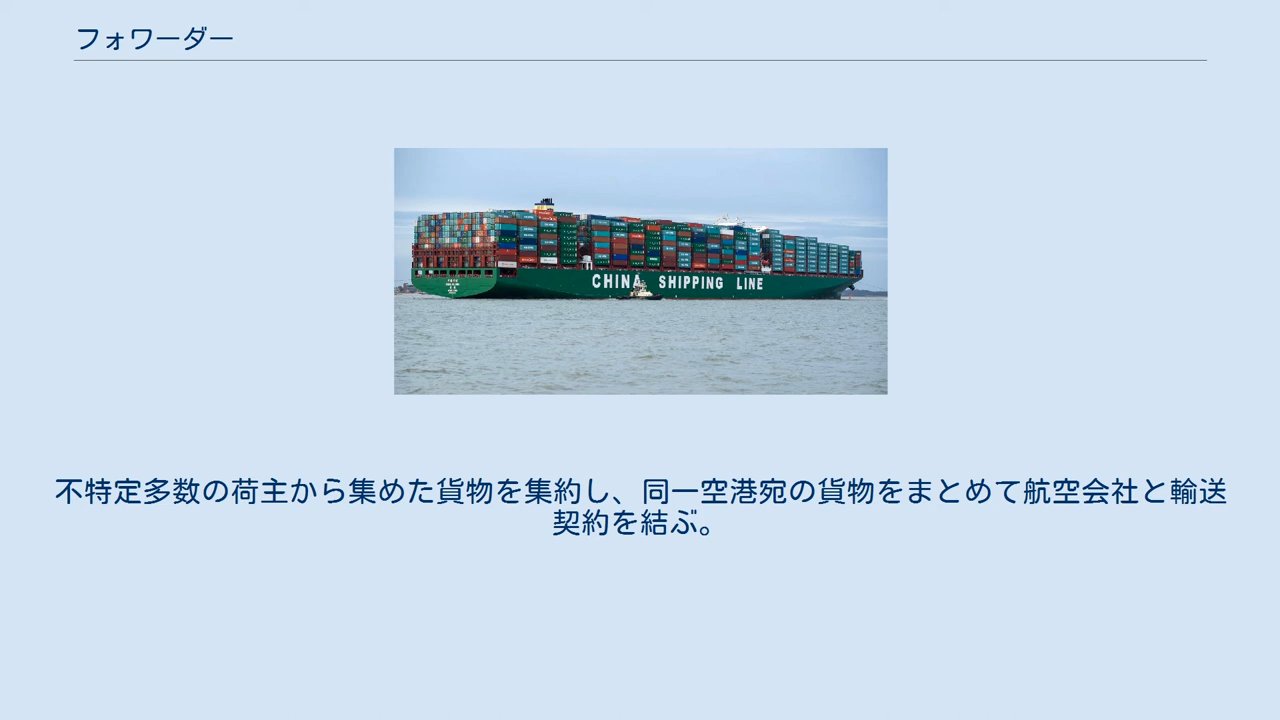 フォワーダー
CHINA SHIPPING LINE
不特定多数の荷主から集めた貨物を集約し、同一空港宛の貨物をまとめて航空会社と輸送
契約を結ぶ。